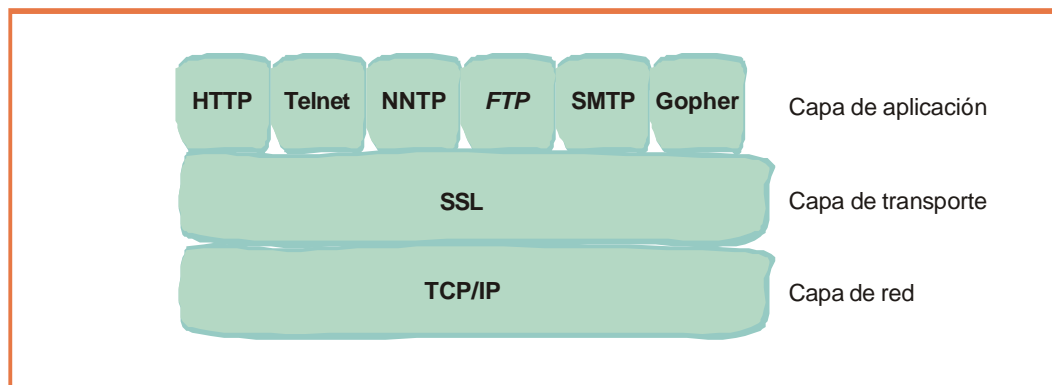 HTTP Telnet NNTP FTP SMTP Gopher Capa de aplicación
SSL Capa de transporte
TCP/IP Capa de red